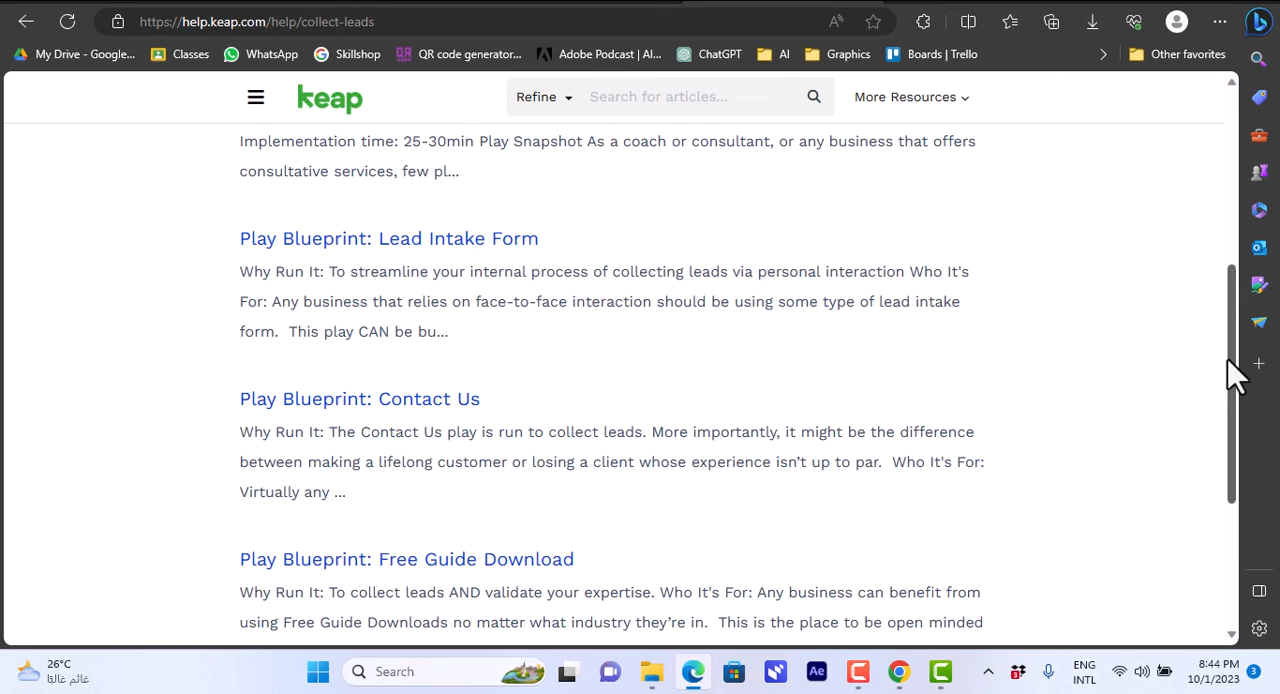 https://help.keap.com/help/collect-leads
My Drive - Google...
Classes
WhatsApp
Skillshop
QR code generator...
Adobe Podcast | Al...
ChatGPT
AI
Graphics
Boards | Trello
Other favorites
keap
Refine
Search for articles...
More Resources
Implementation time: 25-30min Play Snapshot As a coach or consultant, or any business that offers
consultative services, few pl...
Play Blueprint: Lead Intake Form
Why Run It: To streamline your internal process of collecting leads via personal interaction Who It's
For: Any business that relies on face-to-face interaction should be using some type of lead intake
form.  This play CAN be bu...
Play Blueprint: Contact Us
Why Run It: The Contact Us play is run to collect leads. More importantly, it might be the difference
between making a lifelong customer or losing a client whose experience isn’t up to par.  Who It's For:
Virtually any ...
Play Blueprint: Free Guide Download
Why Run It: To collect leads AND validate your expertise. Who It's For: Any business can benefit from
using Free Guide Downloads no matter what industry they’re in.  This is the place to be open minded
26°C
غائم غالبًا
Search
Ae
ENG
INTL
8:44 PM
10/1/2023
3